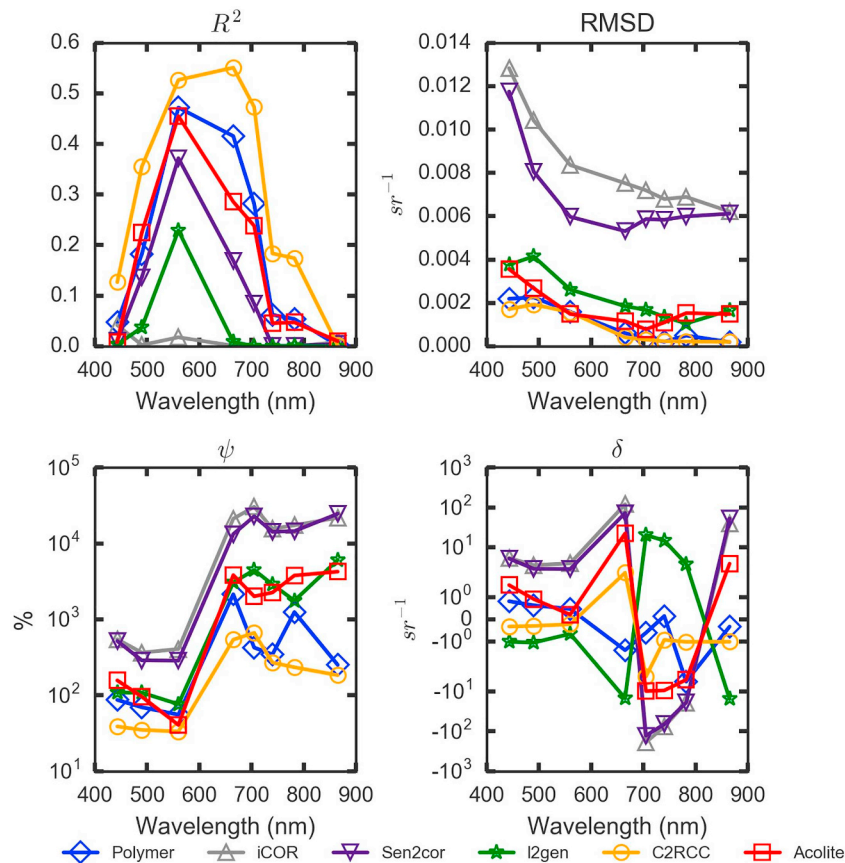 R²
RMSD
0.6
0.5
0.4
0.3
0.2
0.1
0.0
400 500 600 700 800 900
Wavelength (nm)
sr⁻¹
0.014
0.012
0.010
0.008
0.006
0.004
0.002
0.000
400 500 600 700 800 900
Wavelength (nm)
ψ
δ
%
10⁵
10⁴
10³
10²
10¹
400 500 600 700 800 900
Wavelength (nm)
sr⁻¹
10³
10²
10¹
10⁰
0
-10⁰
-10¹
-10²
-10³
400 500 600 700 800 900
Wavelength (nm)
Polymer iCOR Sen2cor l2gen C2RCC Acolite